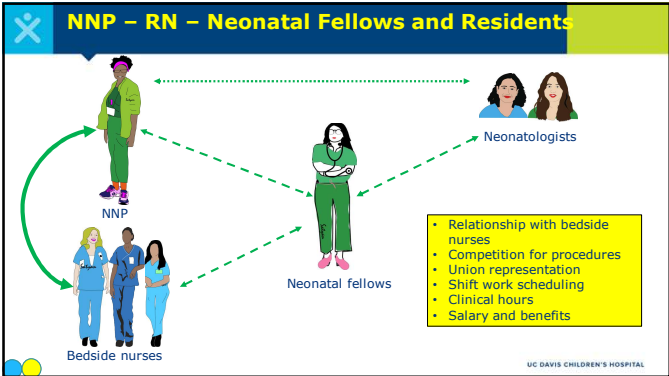 NNP – RN – Neonatal Fellows and Residents
Neonatologists
NNP
Neonatal fellows
Bedside nurses
• Relationship with bedside
nurses
• Competition for procedures
• Union representation
• Shift work scheduling
• Clinical hours
• Salary and benefits
UC DAVIS CHILDREN'S HOSPITAL